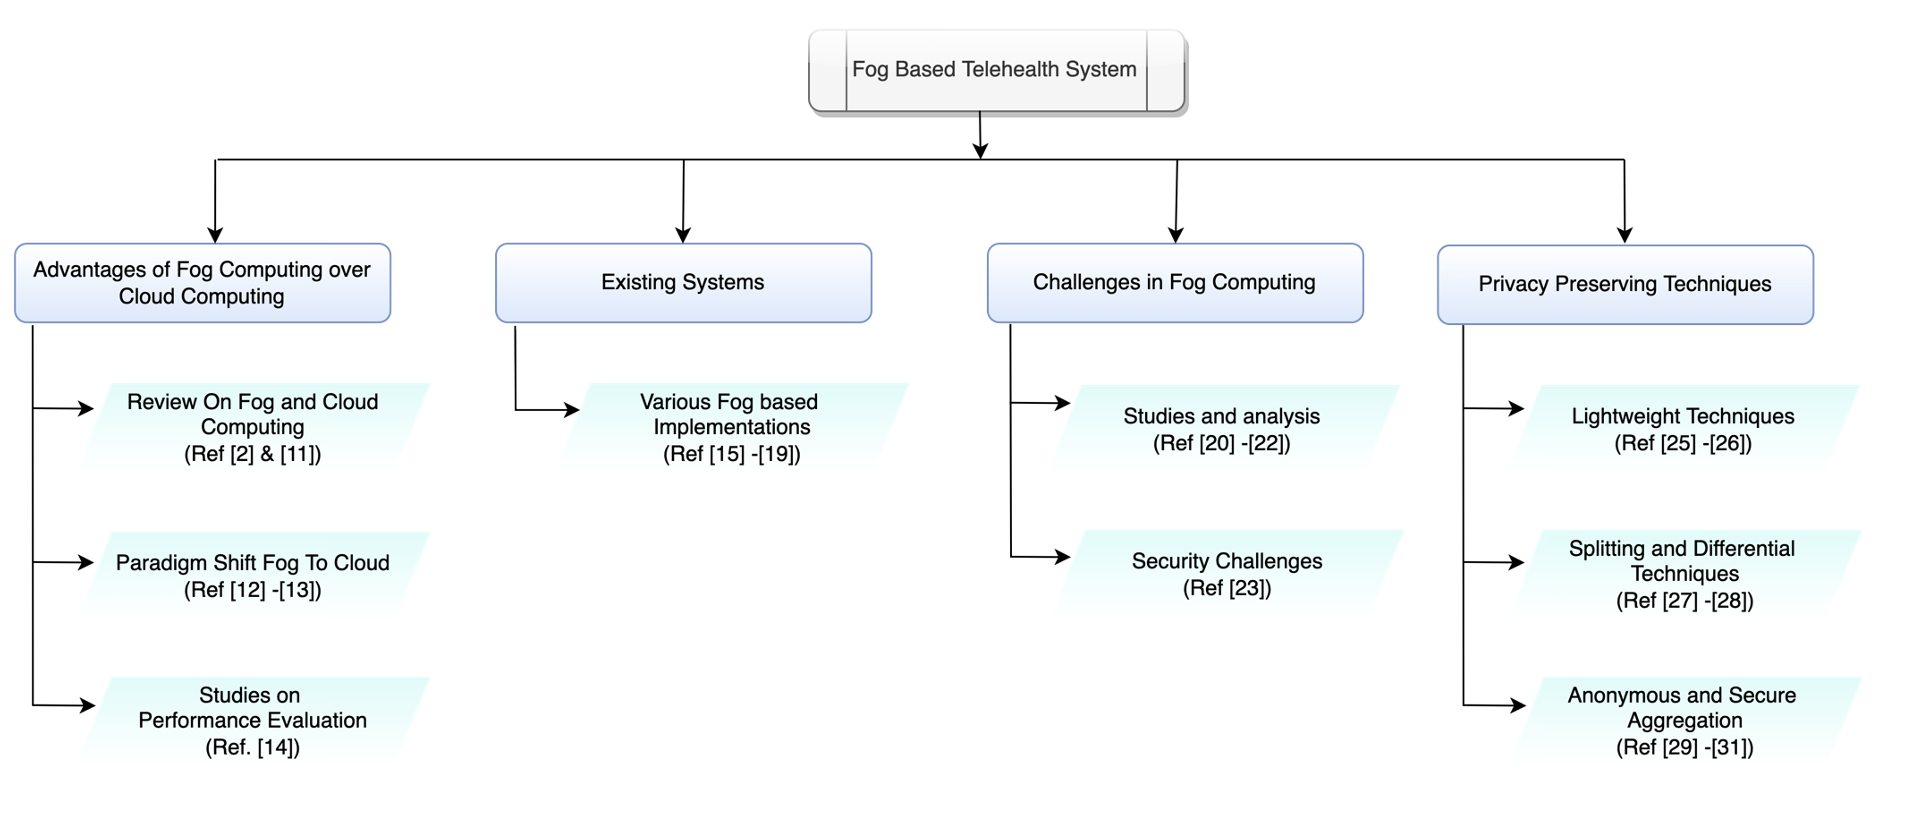 Fog Based Telehealth System
Advantages of Fog Computing over
Cloud Computing
Existing Systems
Challenges in Fog Computing
Privacy Preserving Techniques
Review On Fog and Cloud
Computing
(Ref [2] & [11])
Paradigm Shift Fog To Cloud
(Ref [12] -[13])
Studies on
Performance Evaluation
(Ref. [14])
Various Fog based
Implementations
(Ref [15] -[19])
Studies and analysis
(Ref [20] -[22])
Security Challenges
(Ref [23])
Lightweight Techniques
(Ref [25] -[26])
Splitting and Differential
Techniques
(Ref [27] -[28])
Anonymous and Secure
Aggregation
(Ref [29] -[31])